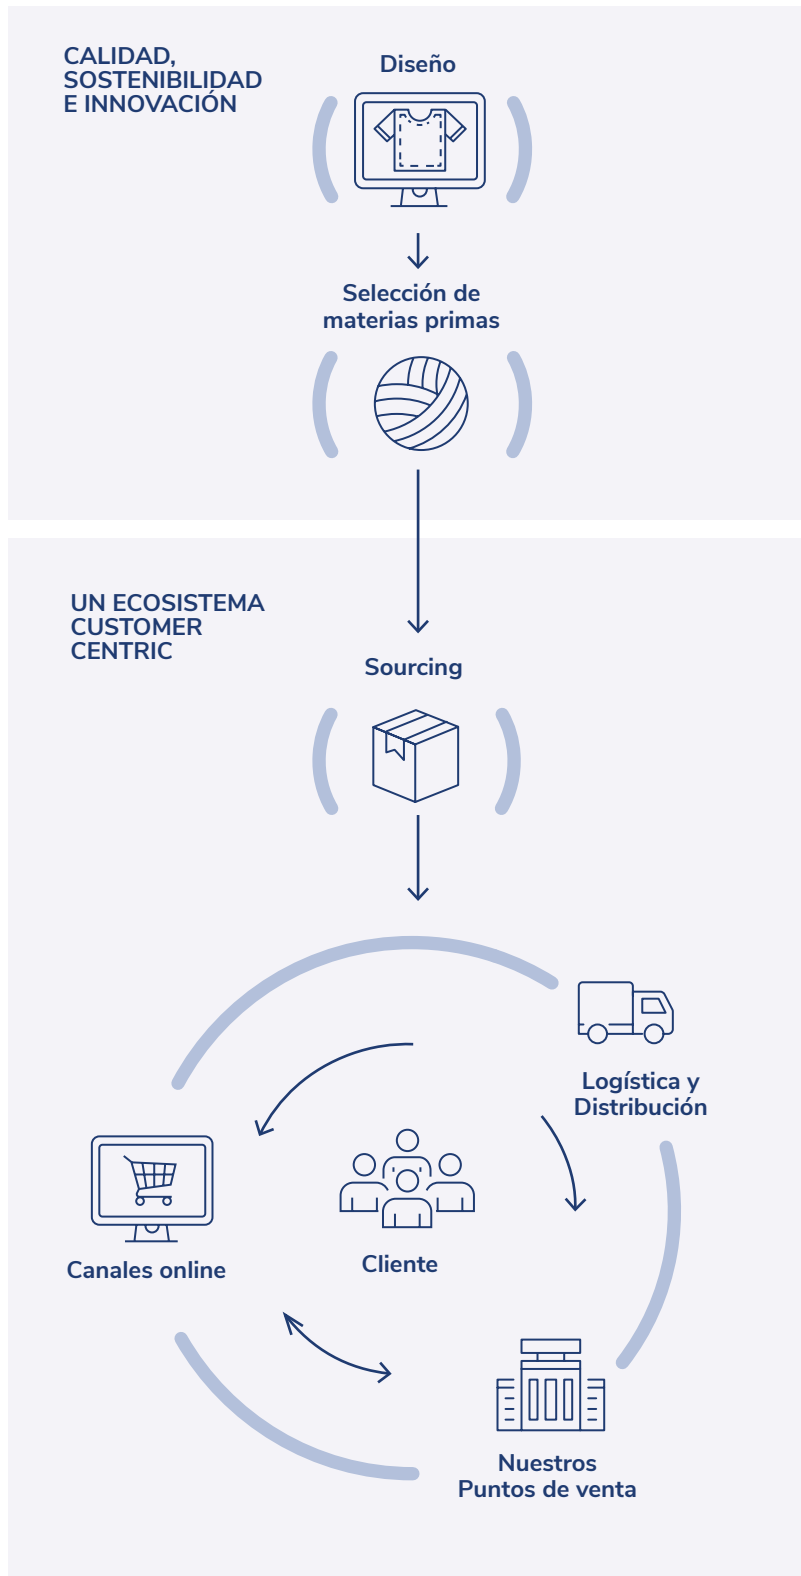 CALIDAD,
SOSTENIBILIDAD
E INNOVACIÓN
Diseño
Selección de
materias primas
UN ECOSISTEMA
CUSTOMER
CENTRIC
Sourcing
Logística y
Distribución
Canales online
Cliente
Nuestros
Puntos de venta